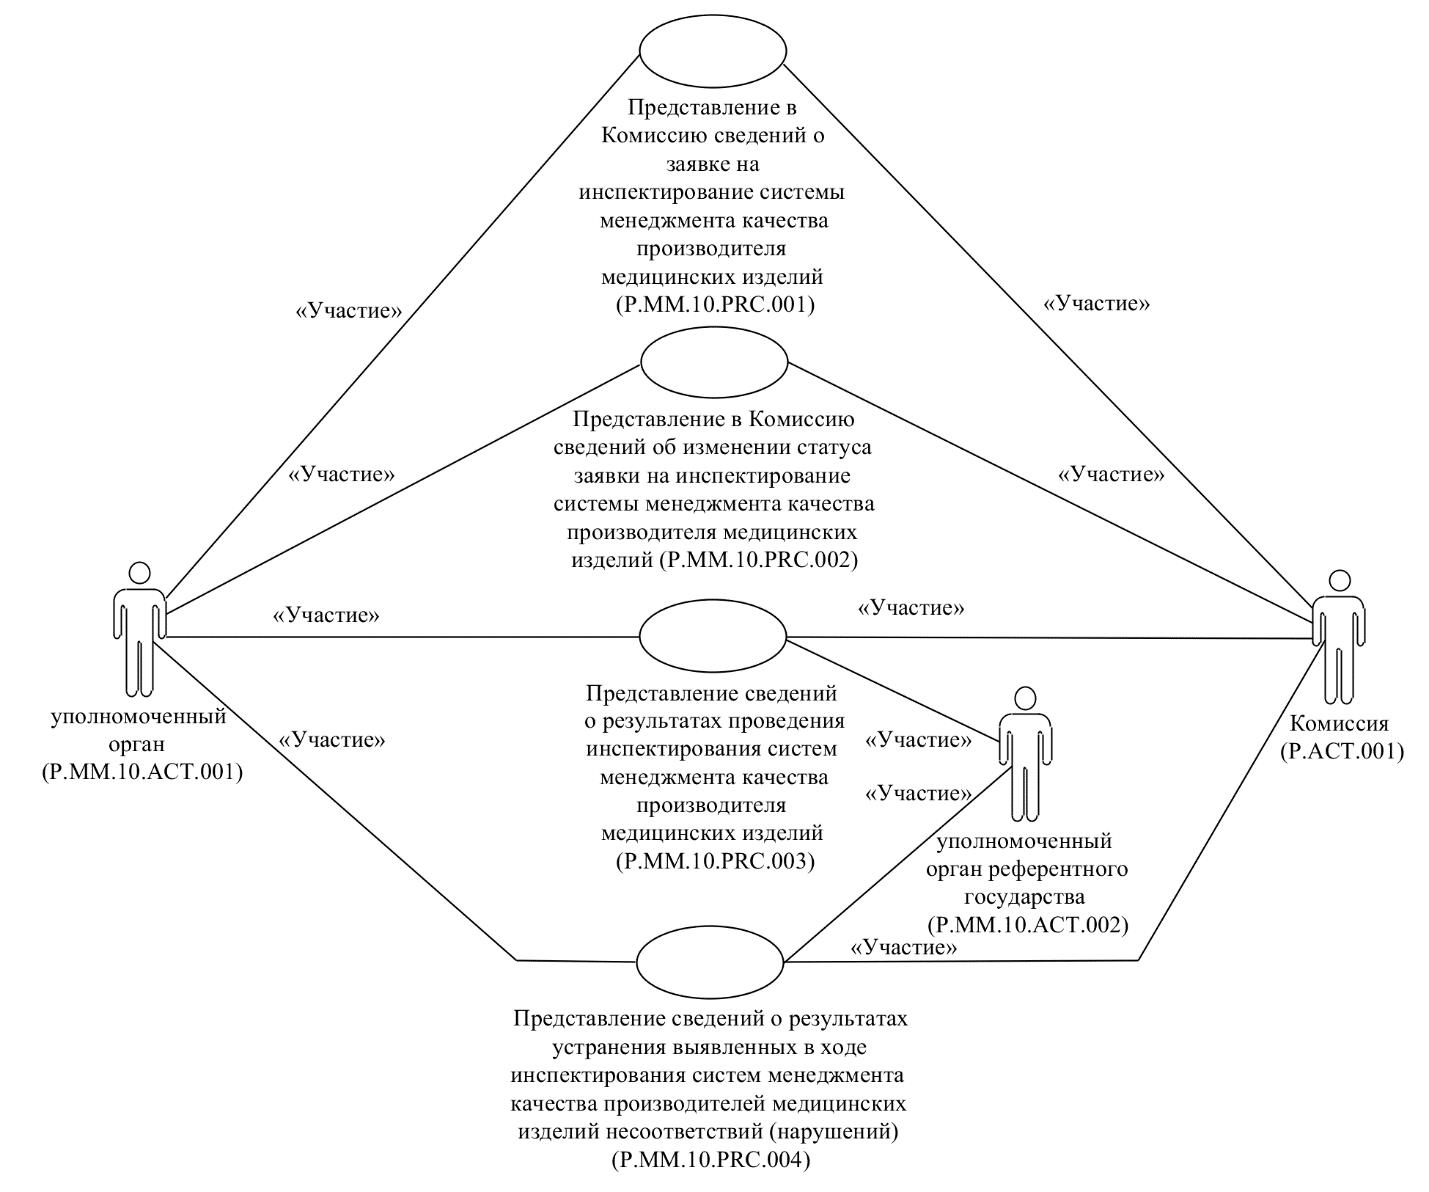 Представление в
Комиссию сведений о
заявке на
инспектирование системы
менеджмента качества
производителя
медицинских изделий
(P.MM.10.PRC.001)
«Участие»
«Участие»
Представление в Комиссию
сведений об изменении статуса
заявки на инспектирование
системы менеджмента качества
производителя медицинских
изделий (P.MM.10.PRC.002)
«Участие»
«Участие»
«Участие»
«Участие»
уполномоченный
орган
(P.MM.10.ACT.001)
Комиссия
(P.ACT.001)
Представление сведений
о результатах проведения
инспектирования систем
менеджмента качества
производителя
медицинских изделий
(P.MM.10.PRC.003)
«Участие»
«Участие»
«Участие»
уполномоченный
орган референтного
государства
(P.MM.10.ACT.002)
«Участие»
Представление сведений о результатах
устранения выявленных в ходе
инспектирования систем менеджмента
качества производителей медицинских
изделий несоответствий (нарушений)
(P.MM.10.PRC.004)